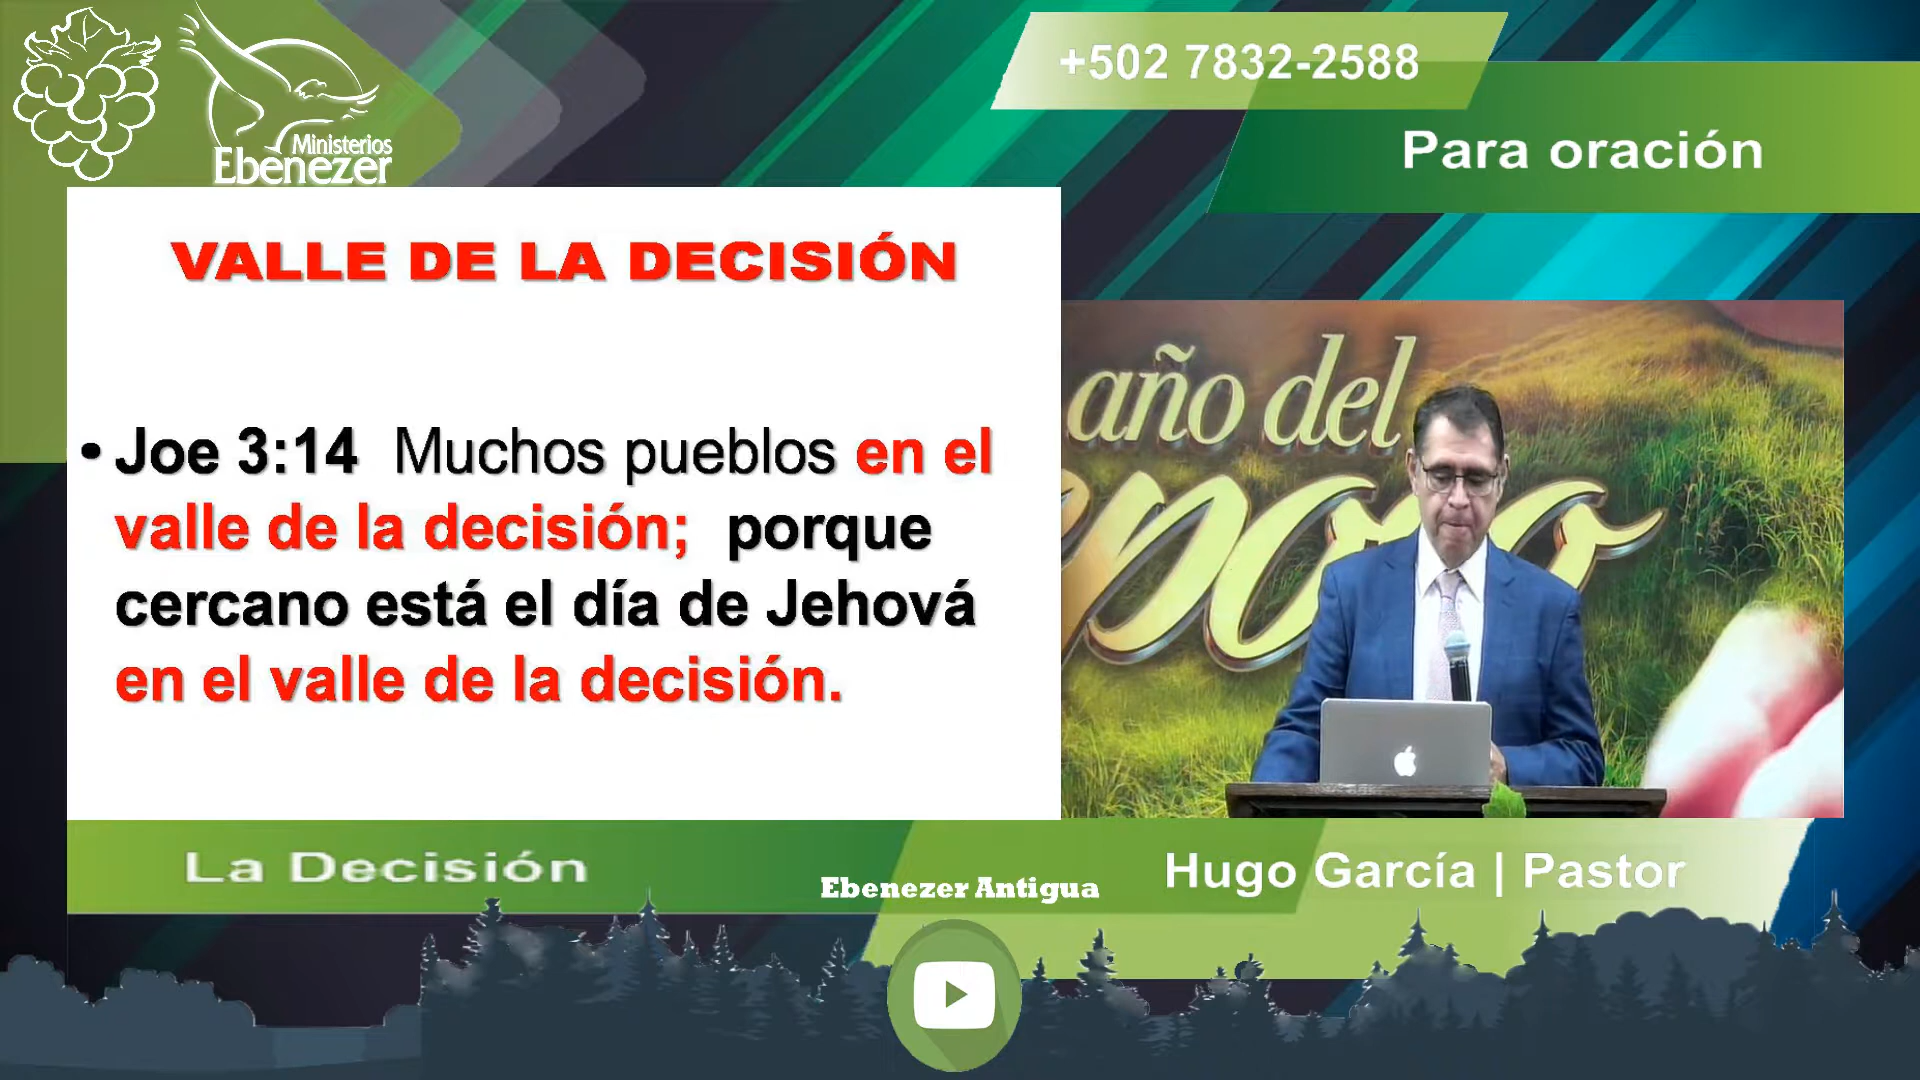 +502 7832-2588
Para oración
Ministerios
Ebenezer
VALLE DE LA DECISIÓN
• Joe 3:14 Muchos pueblos en el
valle de la decisión; porque
cercano está el día de Jehová
en el valle de la decisión.
año del
La Decisión
Ebenezer Antigua
Hugo García | Pastor